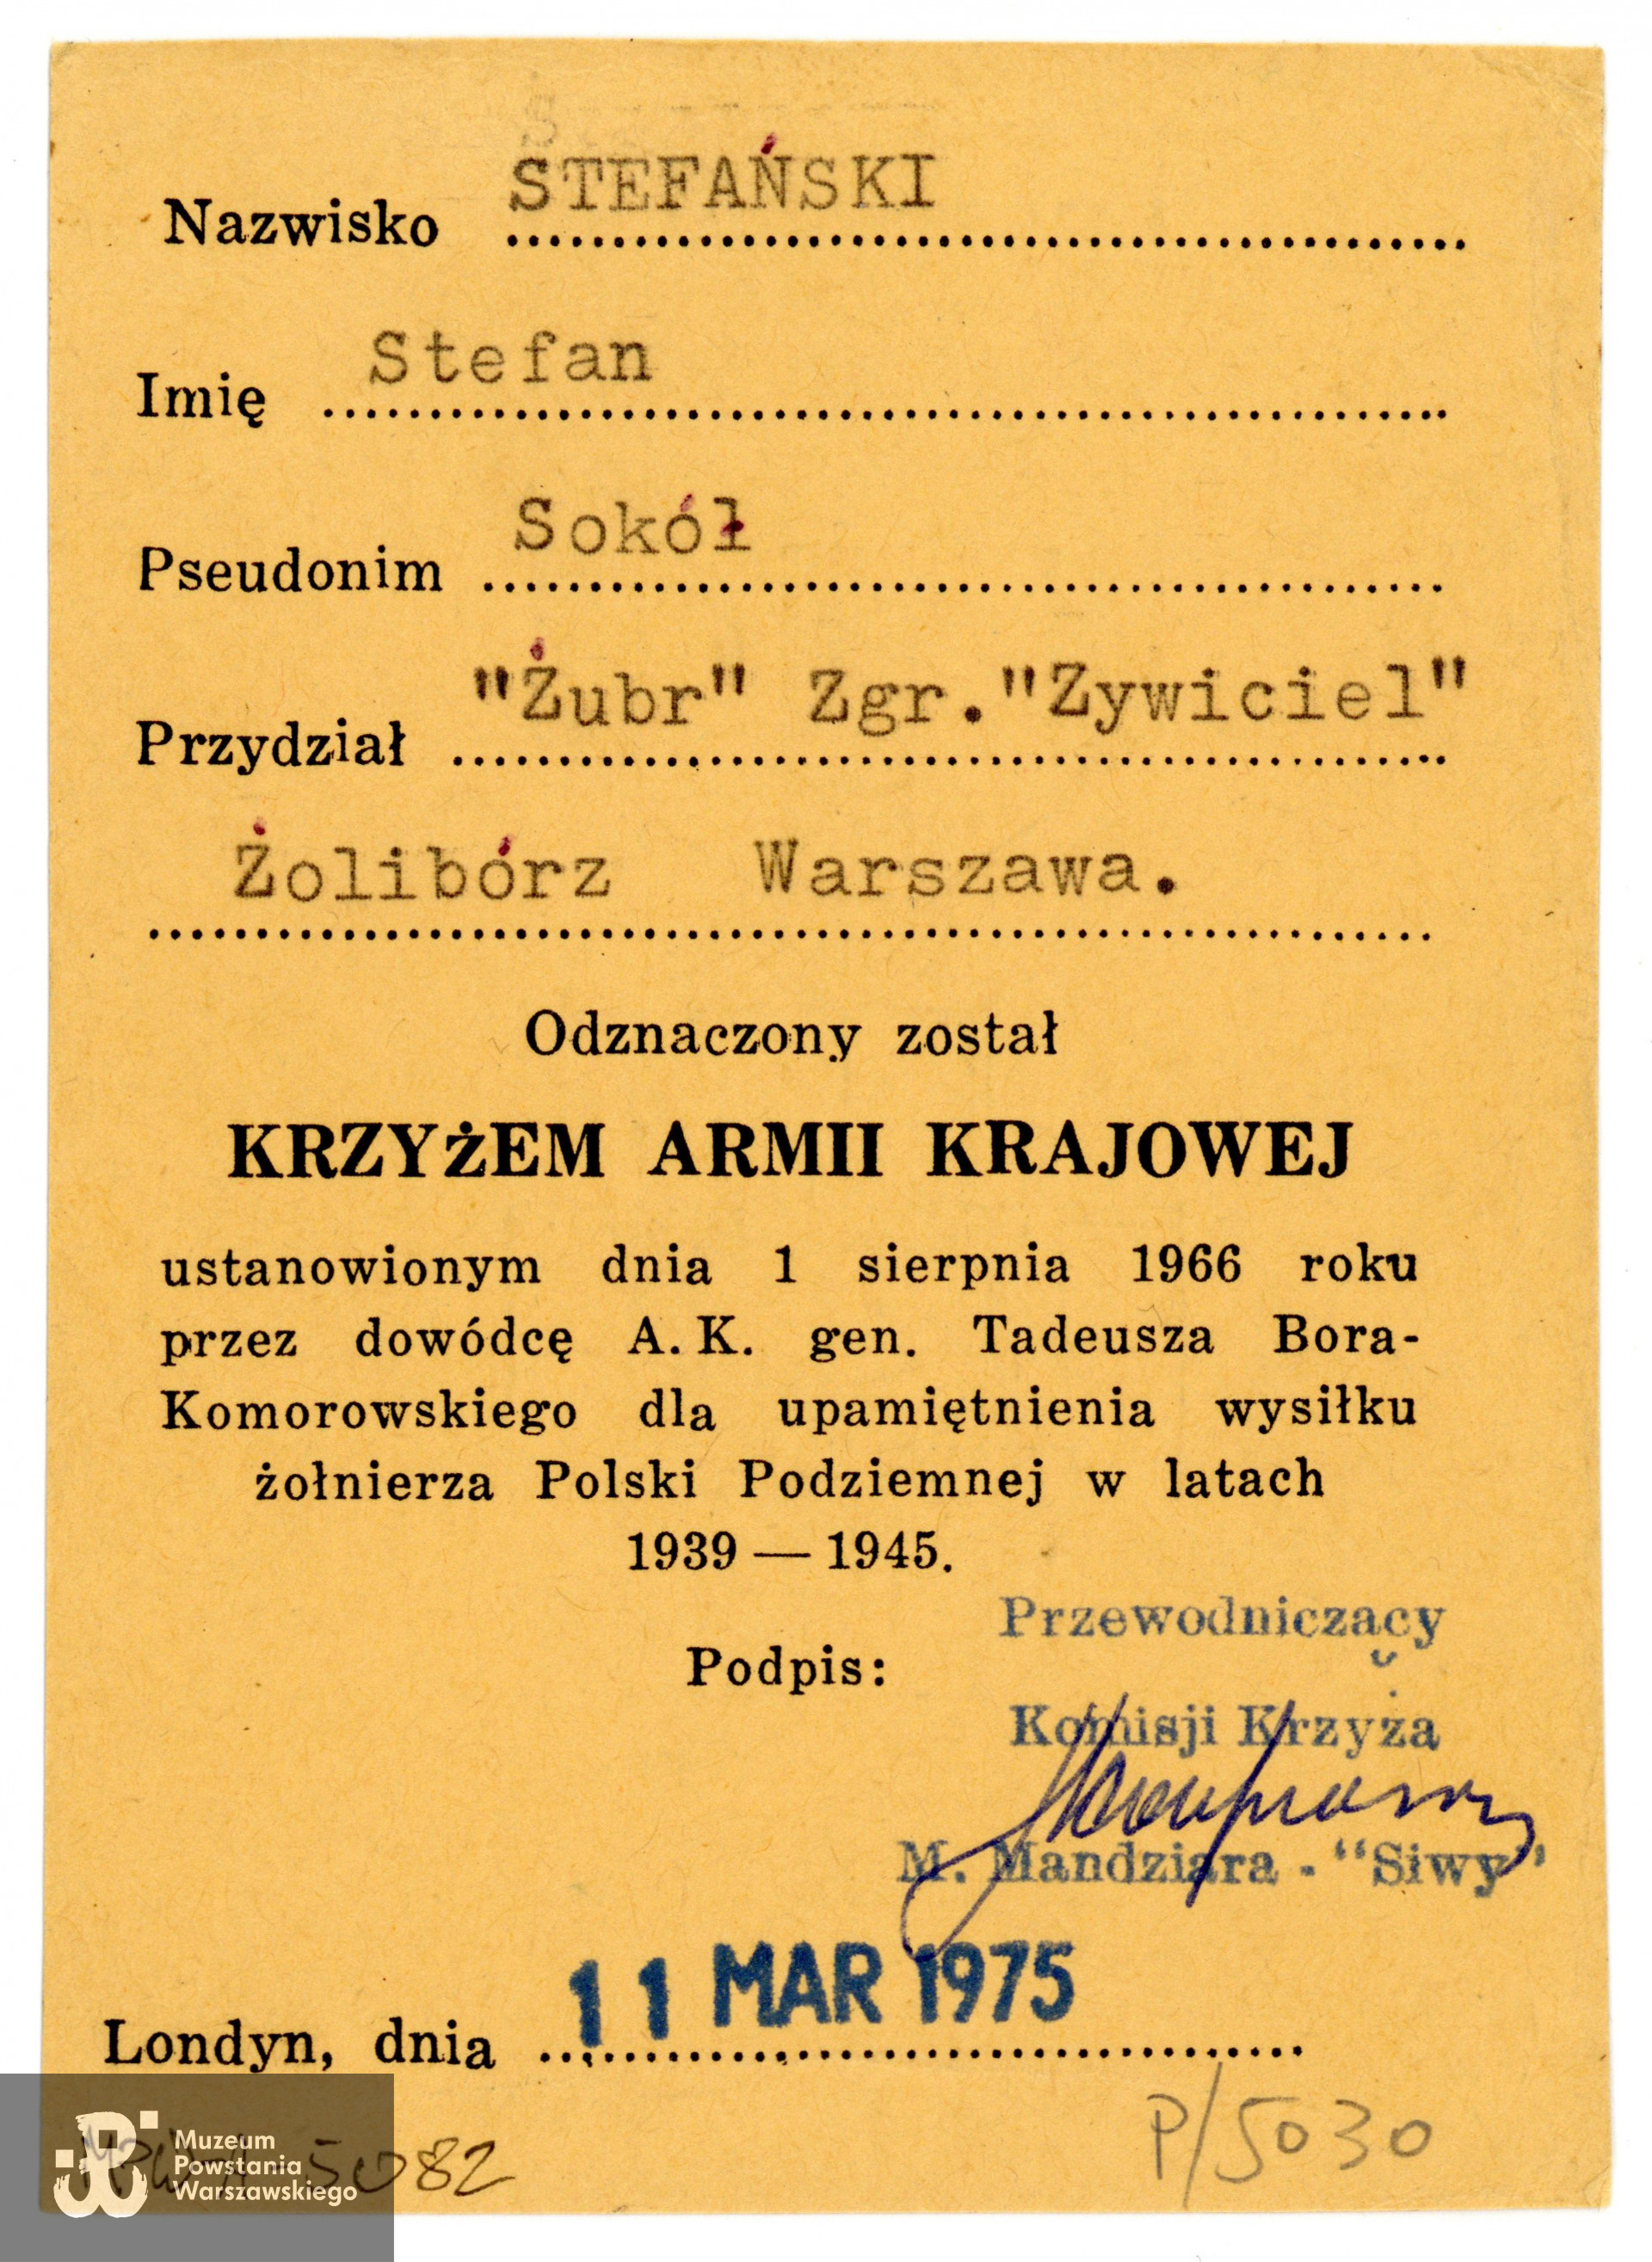 Nazwisko STEFAŃSKI
Imię Stefan
Pseudonim Sokół
Przydział "Żubr" Zgr."Zywiciel"
Żolibórz Warszawa.
Odznaczony został
KRZYżEM ARMII KRAJOWEJ
ustanowionym dnia 1 sierpnia 1966 roku
przez dowódcę A. K. gen. Tadeusza Bora-
Komorowskiego dla upamiętnienia wysiłku
żołnierza Polski Podziemnej w latach
1939 — 1945.
Przewodniczący
Podpis:
Komisji Krzyża
M. Mandziara - "Siwy"
Londyn, dnia 11 MAR 1975
P/5030
5082
Muzeum
Powstania
Warszawskiego